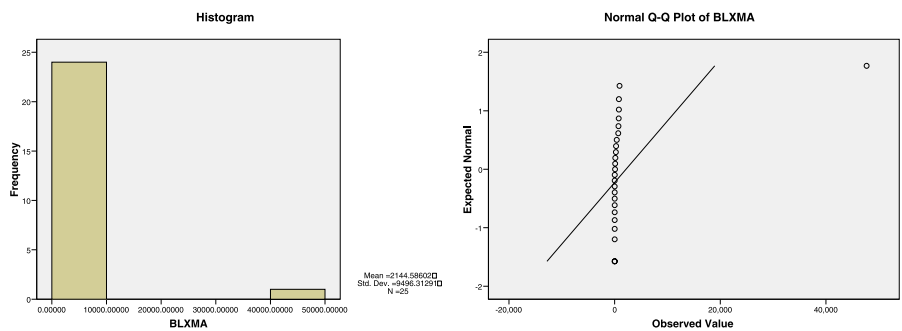 Histogram
Frequency
25
20
15
10
5
0
0.00000 10000.00000 20000.00000 30000.00000 40000.00000 50000.00000
BLXMA
Mean =2144.58602
Std. Dev. =9496.31291
N =25
Normal Q-Q Plot of BLXMA
Expected Normal
2
1
0
-1
-2
-20,000 0 20,000 40,000
Observed Value